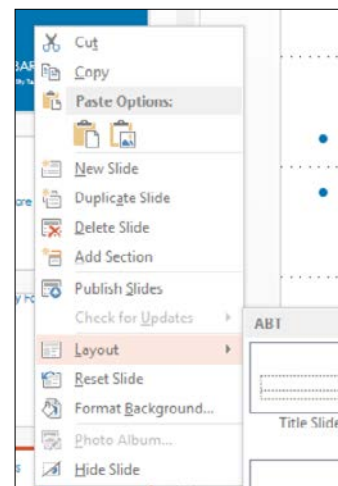 Cut
Copy
Paste Options:
New Slide
Duplicate Slide
Delete Slide
Add Section
Publish Slides
Check for Updates
ABT
Layout
Reset Slide
Title Slide
Format Background...
Photo Album...
Hide Slide